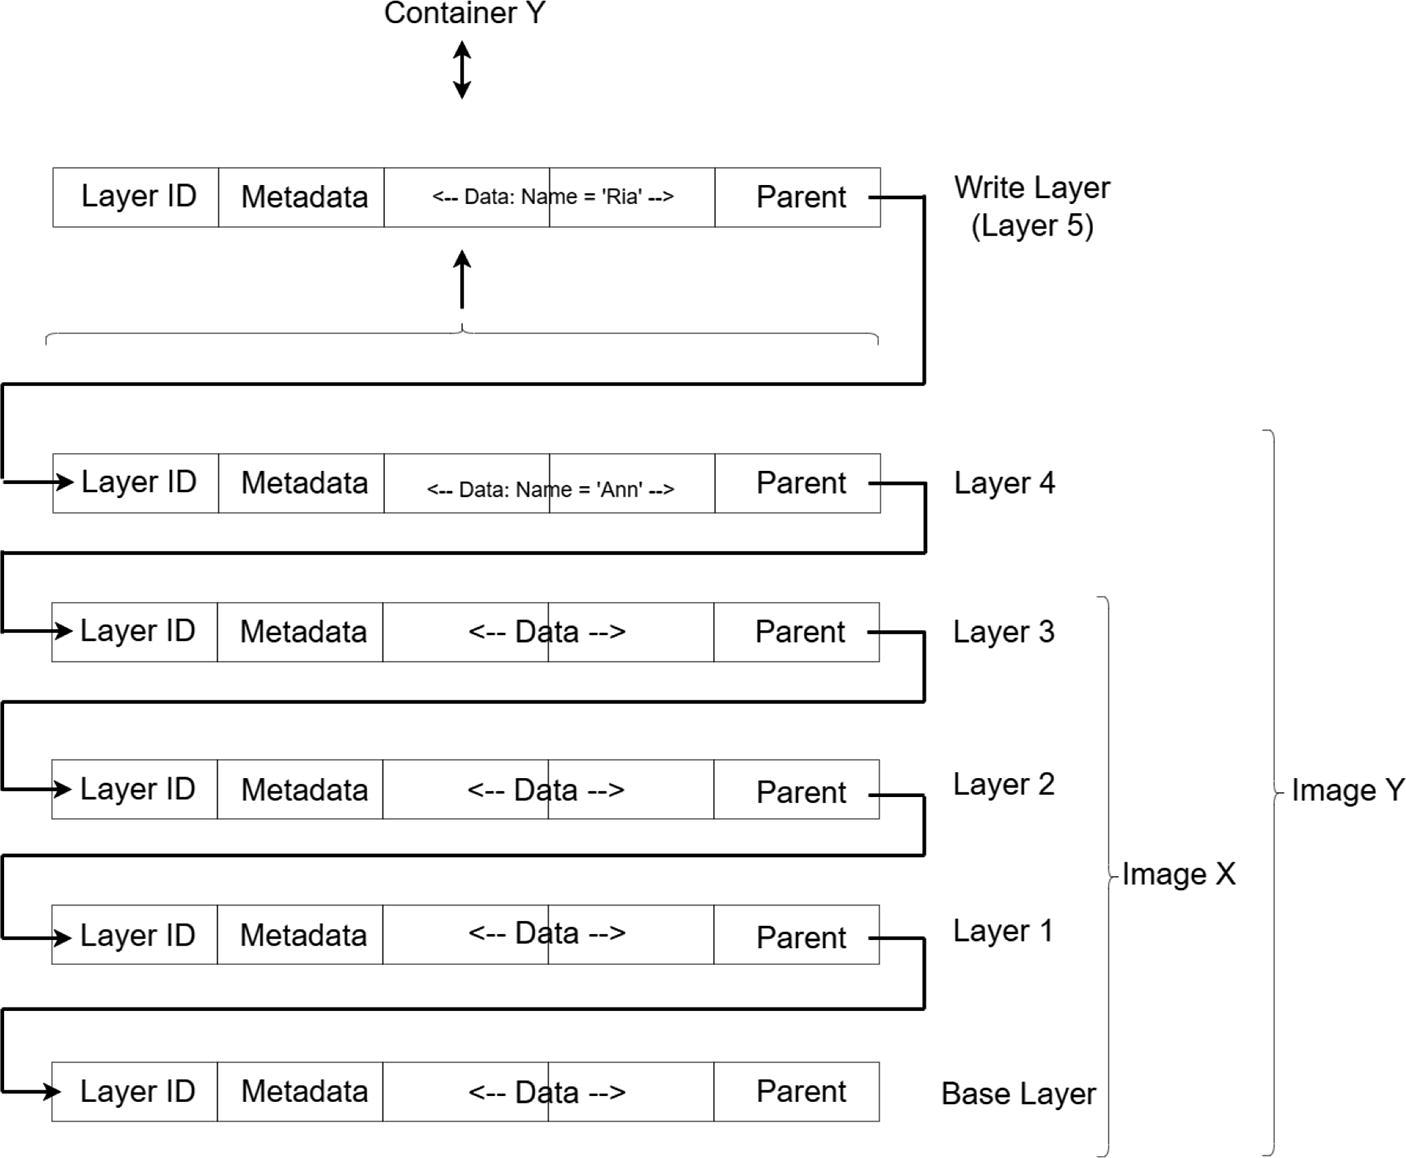 Container Y
Layer ID Metadata <-- Data: Name = 'Ria' --> Parent Write Layer
(Layer 5)
Layer ID Metadata <-- Data: Name = 'Ann' --> Parent Layer 4
Layer ID Metadata <-- Data --> Parent Layer 3
Layer ID Metadata <-- Data --> Parent Layer 2
Image Y
Image X
Layer ID Metadata <-- Data --> Parent Layer 1
Layer ID Metadata <-- Data --> Parent Base Layer